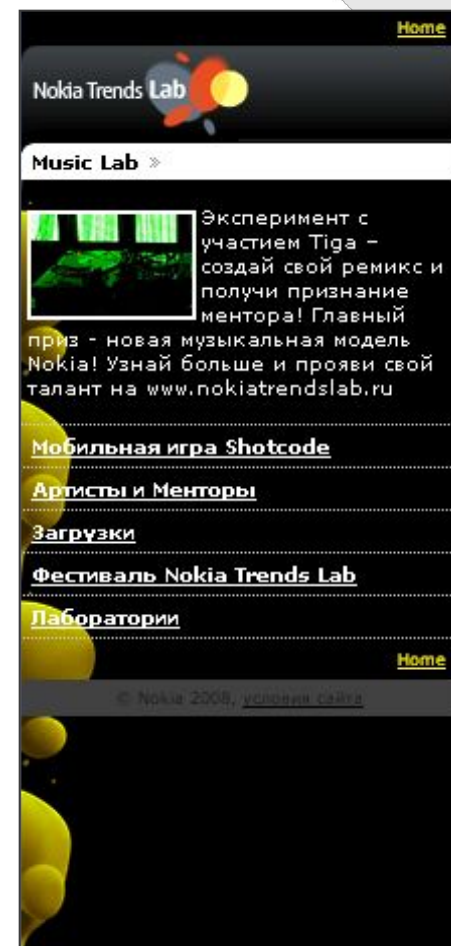 Home
Nokia Trends Lab
Music Lab »
Эксперимент с
участием Tiga –
создай свой ремикс и
получи признание
ментора! Главный
приз - новая музыкальная модель
Nokia! Узнай больше и прояви свой
талант на www.nokiatrendslab.ru
Мобильная игра Shotcode
Артисты и Менторы
Загрузки
Фестиваль Nokia Trends Lab
Лаборатории
Home
© Nokia 2008, условия сайта